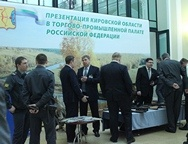 ПРЕЗЕНТАЦИЯ КИРОВСКОЙ ОБЛАСТИ
В ТОРГОВО-ПРОМЫШЛЕННОЙ ПАЛАТЕ
РОССИЙСКОЙ ФЕДЕРАЦИИ